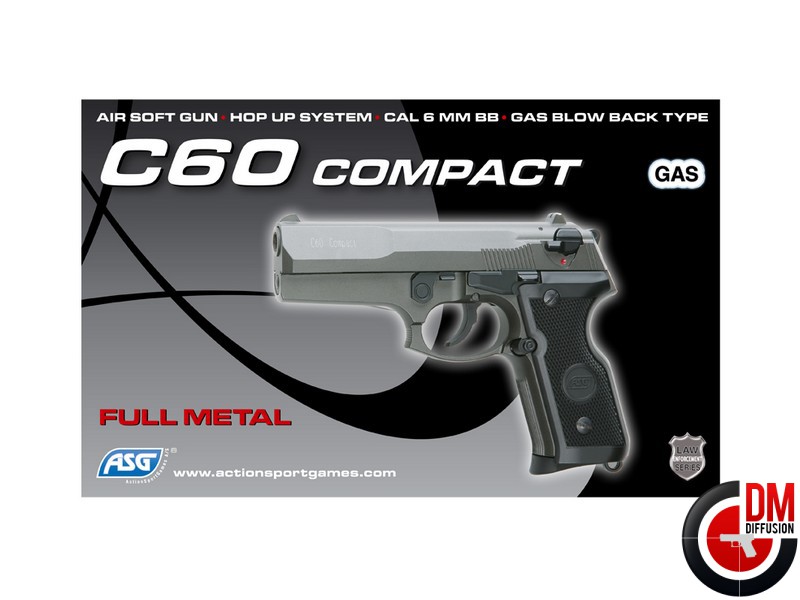 AIR SOFT GUN • HOP UP SYSTEM • CAL 6 MM BB • GAS BLOW BACK TYPE
C60 COMPACT
GAS
C60 Compact
FULL METAL
ASG®
ActionSportGames A/S
www.actionsportgames.com
LAW
ENFORCEMENT
SERIES
DM
DIFFUSION